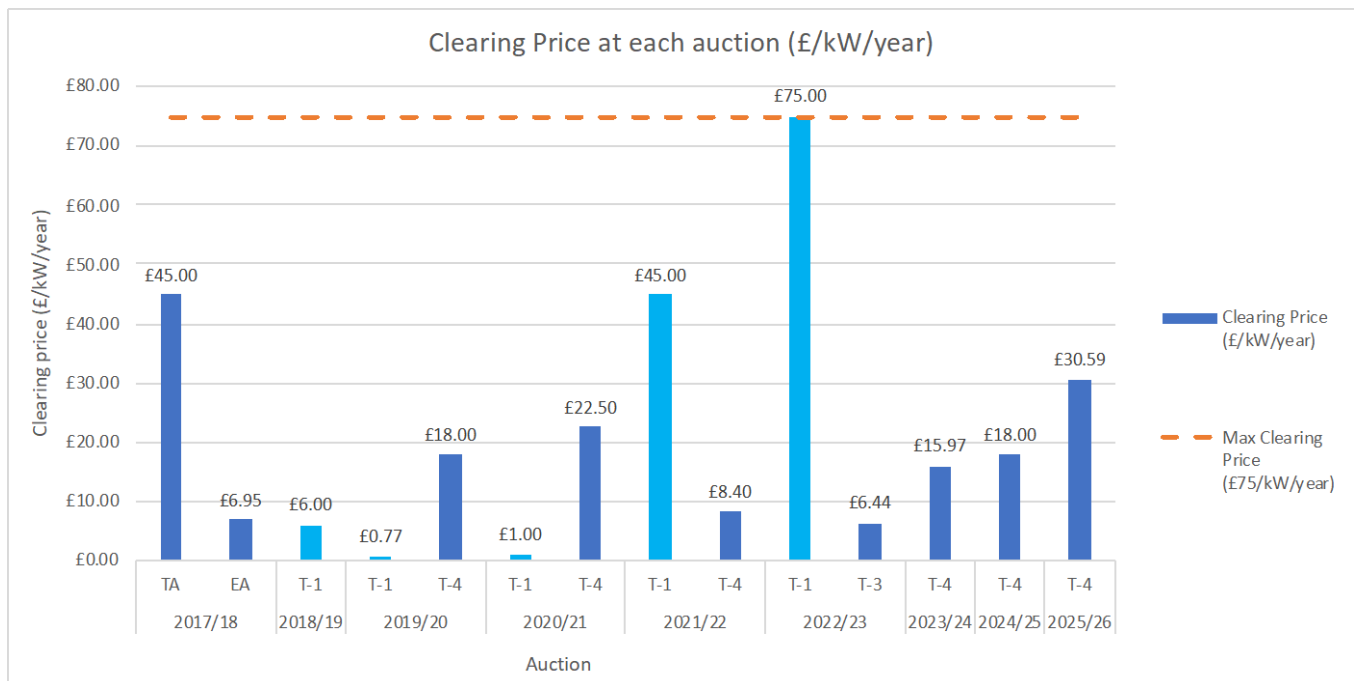 Clearing Price at each auction (£/kW/year)
Clearing price (£/kW/year)
£80.00
£70.00
£60.00
£50.00
£40.00
£30.00
£20.00
£10.00
£0.00
£45.00
£6.95
£6.00
£0.77
£18.00
£1.00
£22.50
£45.00
£8.40
£75.00
£6.44
£15.97
£18.00
£30.59
TA EA T-1 T-1 T-4 T-1 T-4 T-1 T-4 T-1 T-3 T-4 T-4 T-4
2017/18 2018/19 2019/20 2020/21 2021/22 2022/23 2023/24 2024/25 2025/26
Auction
Clearing Price
(£/kW/year)
Max Clearing
Price
(£75/kW/year)